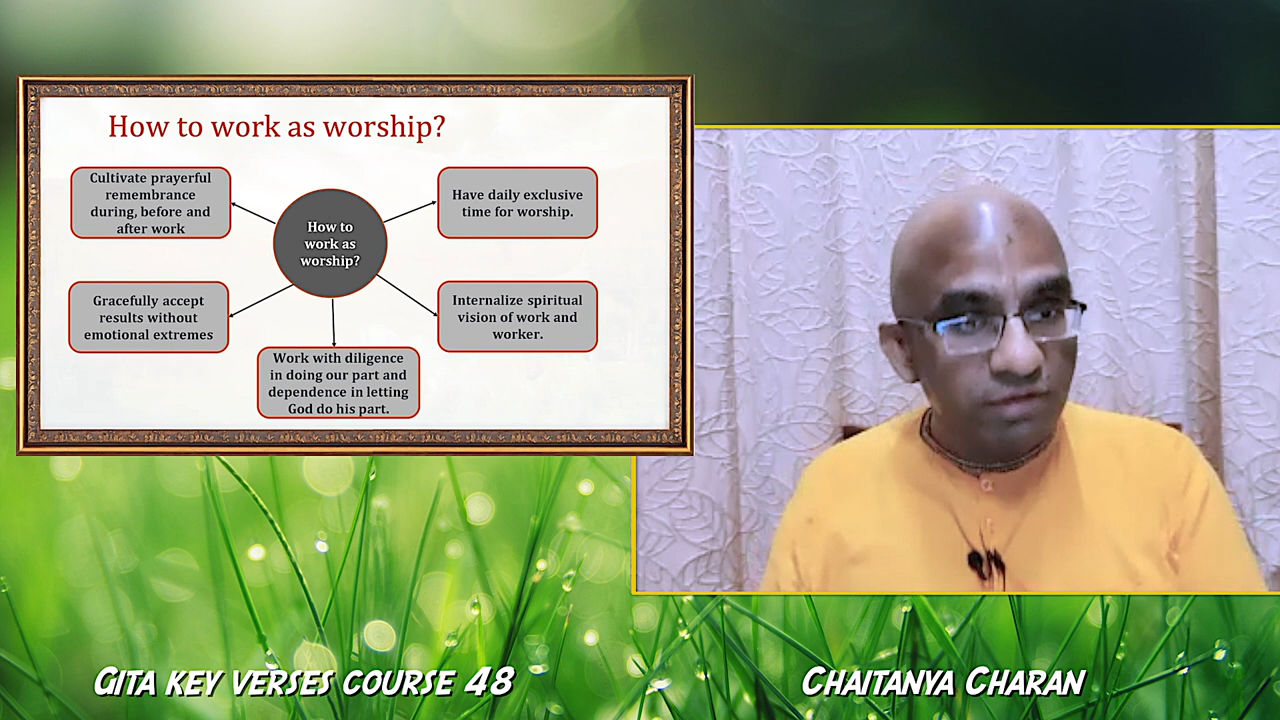 How to work as worship?
Cultivate prayerful
remembrance
during, before and
after work
Have daily exclusive
time for worship.
How to
work as
worship?
Gracefully accept
results without
emotional extremes
Internalize spiritual
vision of work and
worker.
Work with diligence
in doing our part and
dependence in letting
God do his part.
GITA KEY VERSES COURSE 48
CHAITANYA CHARAN